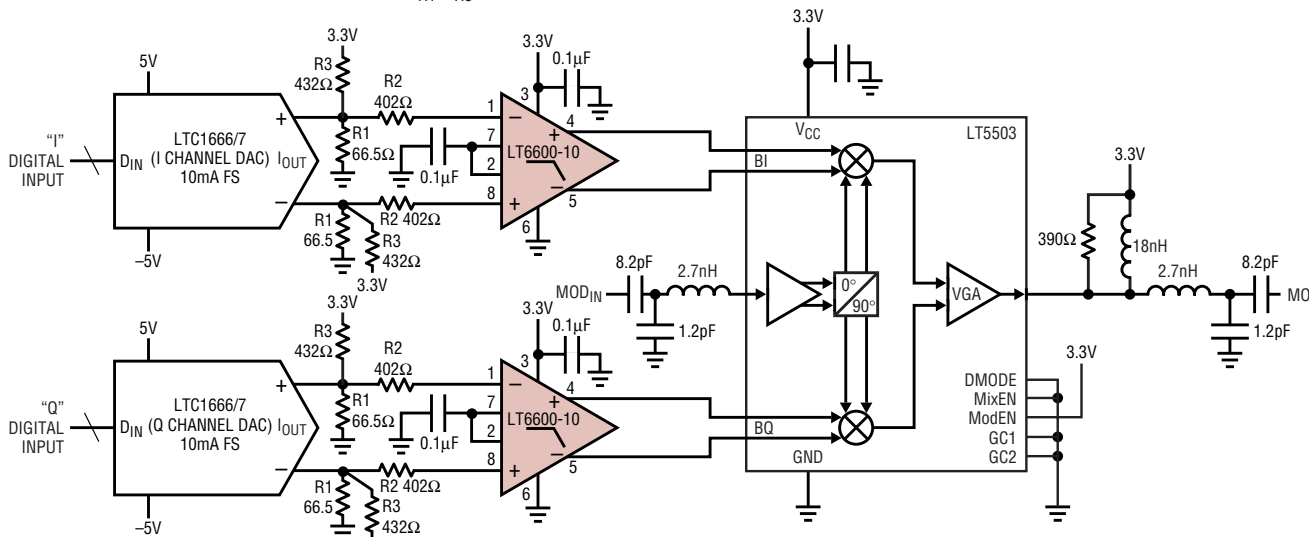 R1 R3
3.3V
5V
R3
432Ω
R2
402Ω
3.3V
0.1µF
3
"I"
DIGITAL
INPUT
DIN
LTC1666/7
(I CHANNEL DAC)
10mA FS
IOUT
+
−
R1
66.5Ω
0.1µF
1
7
2
8
−
+
LT6600-10
+
−
4
5
6
R2 402Ω
R1
66.5
R3
432Ω
3.3V
−5V
3.3V
VCC
LT5503
BI
MODIN
8.2pF
2.7nH
1.2pF
0°
90°
VGA
3.3V
390Ω
18nH
2.7nH
8.2pF
MO
1.2pF
3.3V
5V
R3
432Ω
R2
402Ω
3.3V
0.1µF
3
"Q"
DIGITAL
INPUT
DIN
LTC1666/7
(Q CHANNEL DAC)
10mA FS
IOUT
+
−
R1
66.5Ω
0.1µF
1
7
2
8
−
+
LT6600-10
+
−
4
5
6
R2 402Ω
R1
66.5
R3
432Ω
−5V
BQ
GND
3.3V
DMODE
MixEN
ModEN
GC1
GC2